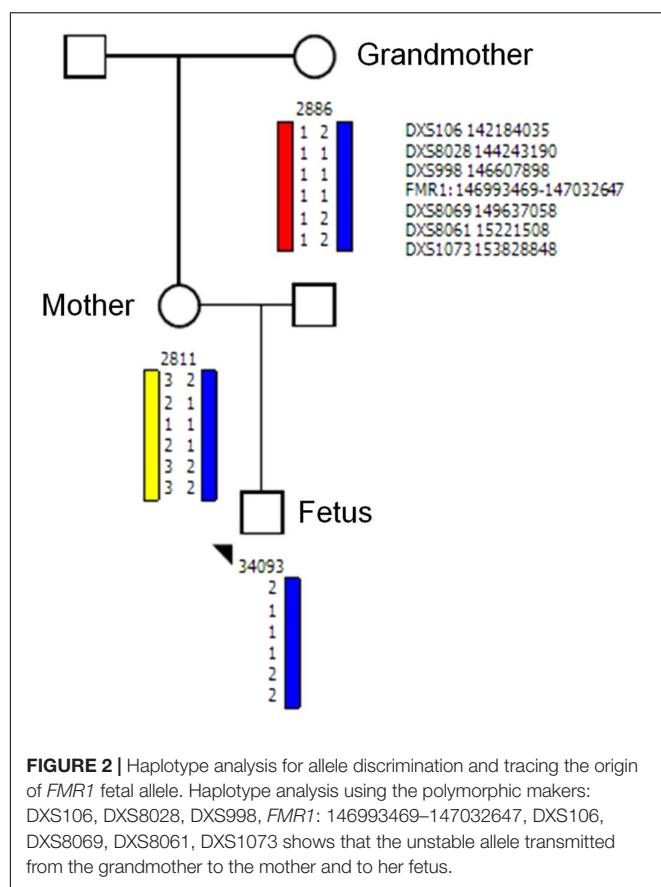 Grandmother
2886
1 2
1 1
1 1
1 1
1 2
1 2
DXS106 142184035
DXS8028 144243190
DXS998 146607898
FMR1: 146993469-147032647
DXS8069 149637058
DXS8061 15221508
DXS1073 153828848
Mother
2811
3 2
2 1
1 1
2 1
3 2
3 2
Fetus
34093
2
1
1
1
2
2
FIGURE 2 | Haplotype analysis for allele discrimination and tracing the origin
of FMR1 fetal allele. Haplotype analysis using the polymorphic makers:
DXS106, DXS8028, DXS998, FMR1: 146993469–147032647, DXS106,
DXS8069, DXS8061, DXS1073 shows that the unstable allele transmitted
from the grandmother to the mother and to her fetus.